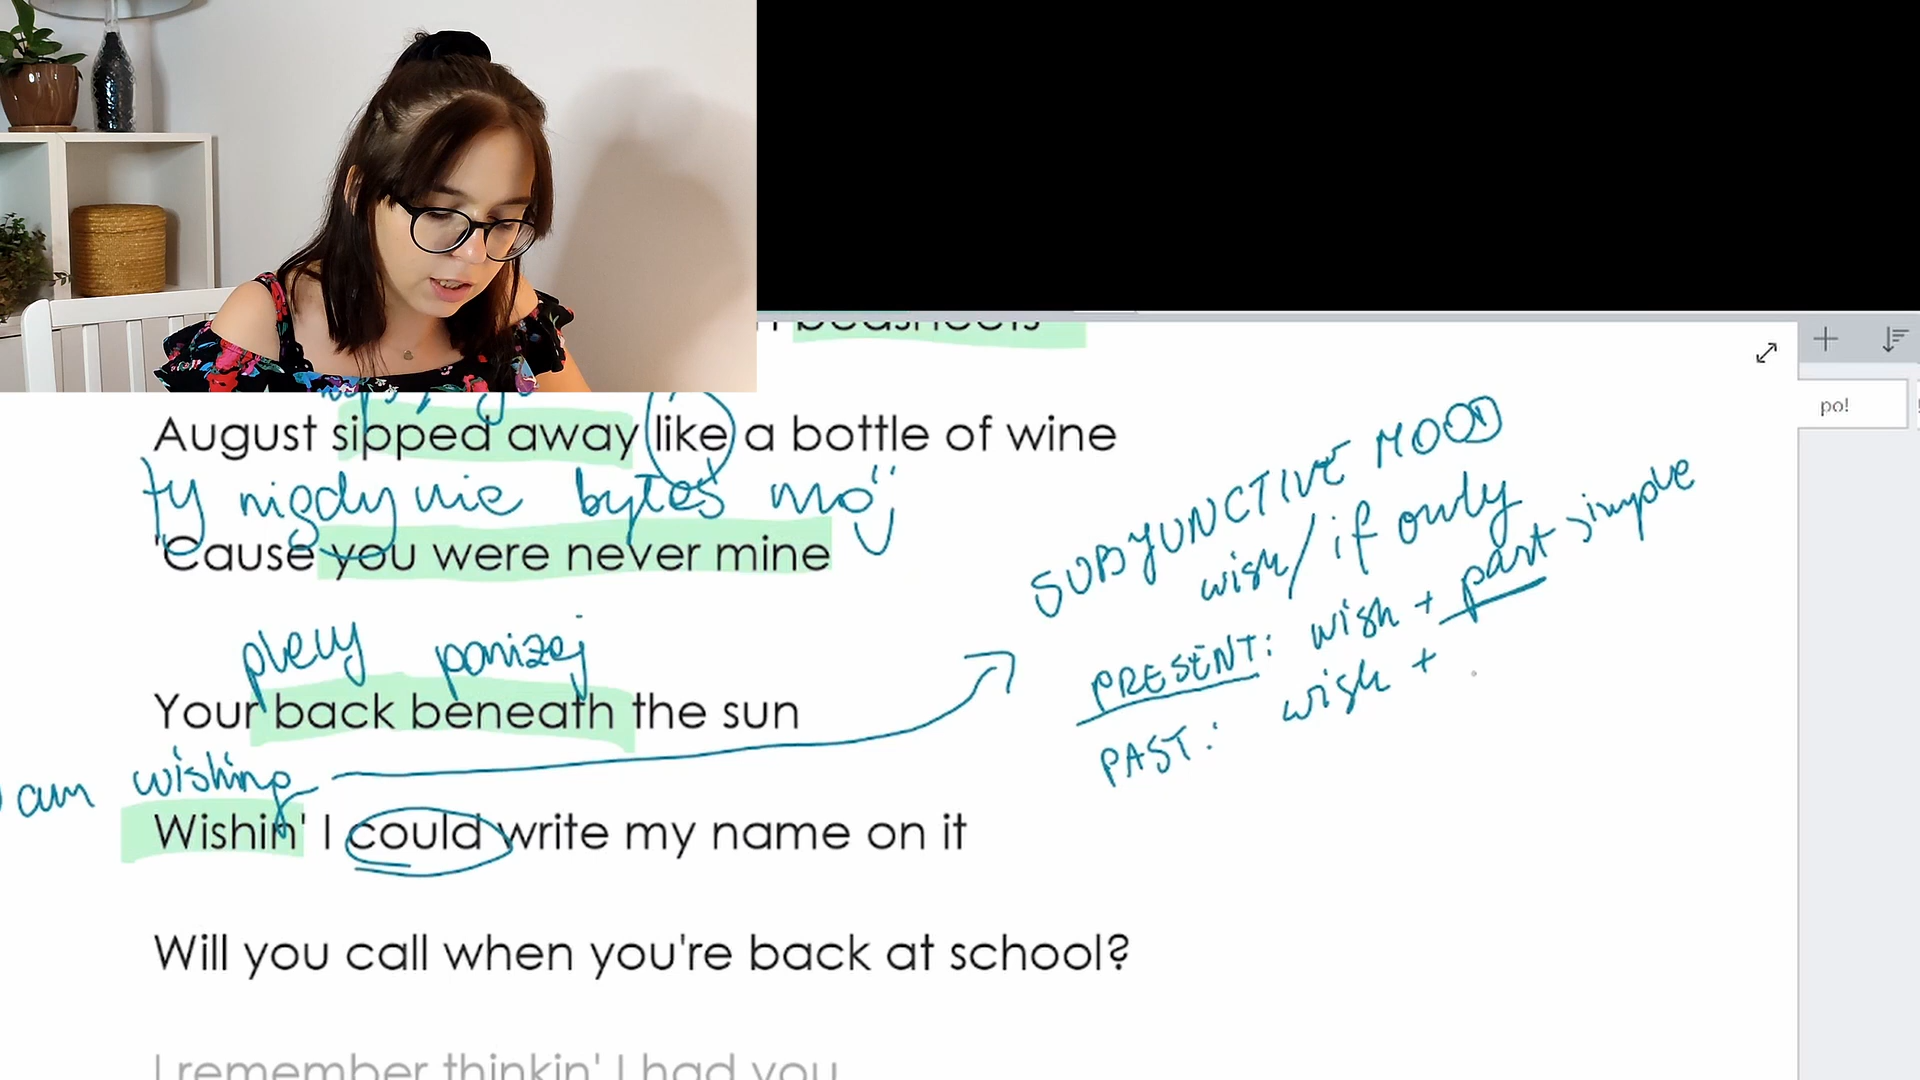 bedsheets
August sipped away like a bottle of wine
ty nigdy nie byłeś mój
'Cause you were never mine
plecy poniżej
Your back beneath the sun
am wishing
Wishin' I could write my name on it
Will you call when you're back at school?
I remember thinkin' I had you
SUBJUNCTIVE MOOD
wish/if only
PRESENT: wish + past simple
PAST: wish +
po!